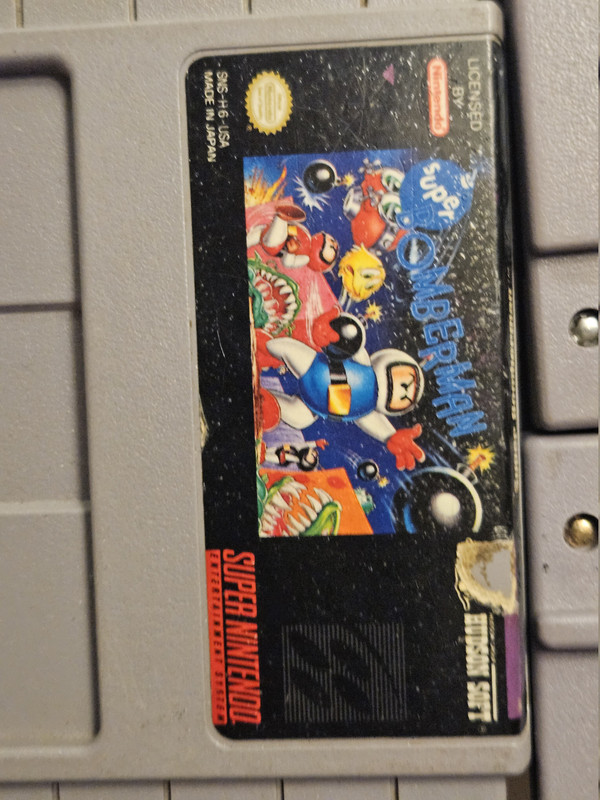 LICENSED
BY
Nintendo
SNS-H6-USA
MADE IN JAPAN
SUPER
BOMBERMAN
HUDSON SOFT
SUPER NINTENDO
ENTERTAINMENT SYSTEM